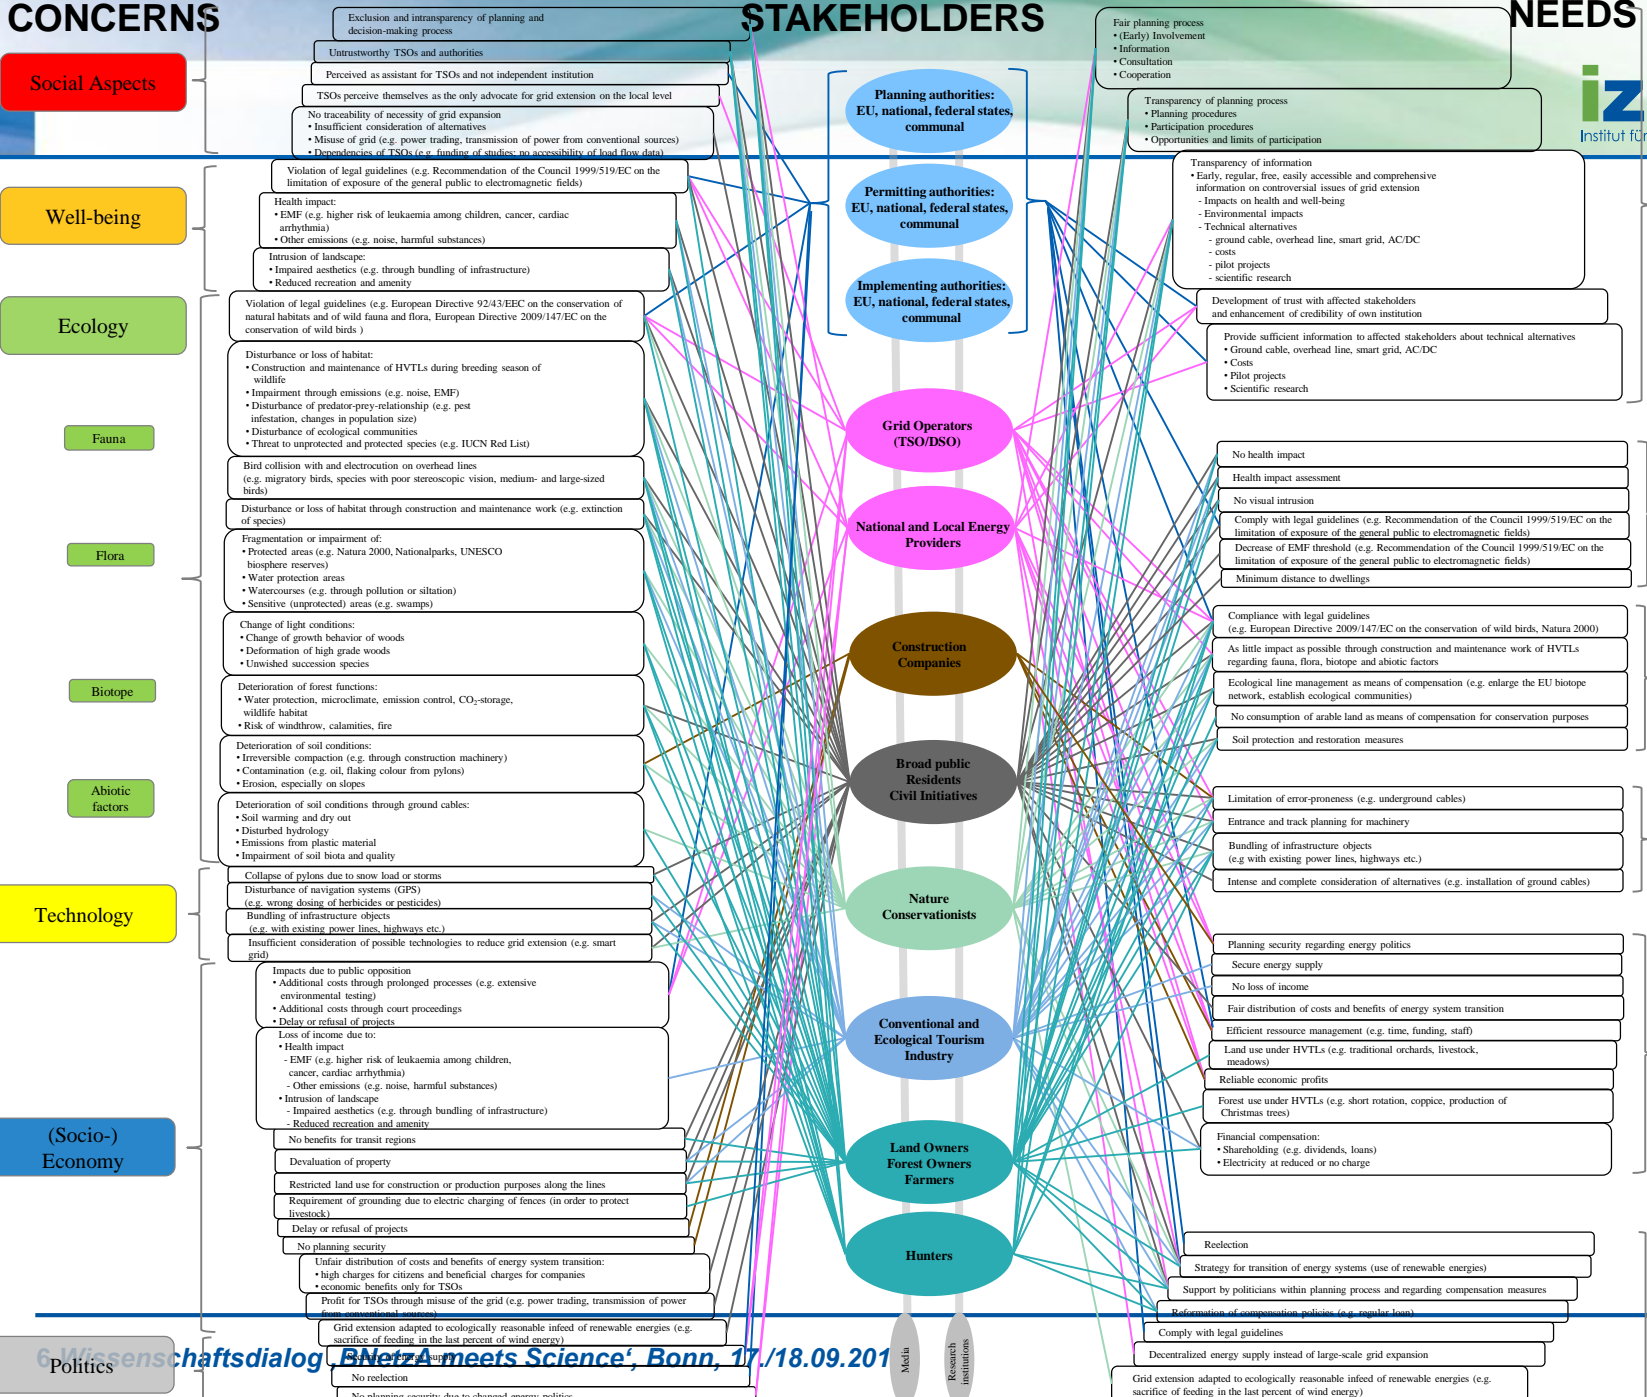 CONCERNS
STAKEHOLDERS
NEEDS
Social Aspects
Exclusion and intransparency of planning and
decision-making process
Untrustworthy TSOs and authorities
Perceived as assistant for TSOs and not independent institution
TSOs perceive themselves as the only advocate for grid extension on the local level
No traceability of necessity of grid expansion
• Insufficient consideration of alternatives
• Misuse of grid (e.g. power trading, transmission of power from conventional sources)
• Dependencies of TSOs (e.g. funding of studies; no accessibility of load flow data)
Well-being
Violation of legal guidelines (e.g. Recommendation of the Council 1999/519/EC on the
limitation of exposure of the general public to electromagnetic fields)
Health impact:
• EMF (e.g. higher risk of leukaemia among children, cancer, cardiac
arrhythmia)
• Other emissions (e.g. noise, harmful substances)
Intrusion of landscape:
• Impaired aesthetics (e.g. through bundling of infrastructure)
• Reduced recreation and amenity
Ecology
Violation of legal guidelines (e.g. European Directive 92/43/EEC on the conservation of
natural habitats and of wild fauna and flora, European Directive 2009/147/EC on the
conservation of wild birds )
Disturbance or loss of habitat:
• Construction and maintenance of HVTLs during breeding season of
wildlife
• Impairment through emissions (e.g. noise, EMF)
• Disturbance of predator-prey-relationship (e.g. pest
infestation, changes in population size)
• Disturbance of ecological communities
• Threat to unprotected and protected species (e.g. IUCN Red List)
Fauna
Bird collision with and electrocution on overhead lines
(e.g. migratory birds, species with poor stereoscopic vision, medium- and large-sized
birds)
Disturbance or loss of habitat through construction and maintenance work (e.g. extinction
of species)
Flora
Fragmentation or impairment of:
• Protected areas (e.g. Natura 2000, Nationalparks, UNESCO
biosphere reserves)
• Water protection areas
• Watercourses (e.g. through pollution or siltation)
• Sensitive (unprotected) areas (e.g. swamps)
Change of light conditions:
• Change of growth behavior of woods
• Deformation of high grade woods
• Unwished succession species
Biotope
Deterioration of forest functions:
• Water protection, microclimate, emission control, CO₂-storage,
wildlife habitat
• Risk of windthrow, calamities, fire
Deterioration of soil conditions:
• Irreversible compaction (e.g. through construction machinery)
• Contamination (e.g. oil, flaking colour from pylons)
• Erosion, especially on slopes
Abiotic
factors
Deterioration of soil conditions through ground cables:
• Soil warming and dry out
• Disturbed hydrology
• Emissions from plastic material
• Impairment of soil biota and quality
Technology
Collapse of pylons due to snow load or storms
Disturbance of navigation systems (GPS)
(e.g. wrong dosing of herbicides or pesticides)
Bundling of infrastructure objects
(e.g. with existing power lines, highways etc.)
Insufficient consideration of possible technologies to reduce grid extension (e.g. smart
grid)
(Socio-)
Economy
Impacts due to public opposition
• Additional costs through prolonged processes (e.g. extensive
environmental testing)
• Additional costs through court proceedings
• Delay or refusal of projects
Loss of income due to:
• Health impact
- EMF (e.g. higher risk of leukaemia among children,
cancer, cardiac arrhythmia)
- Other emissions (e.g. noise, harmful substances)
• Intrusion of landscape
- Impaired aesthetics (e.g. through bundling of infrastructure)
- Reduced recreation and amenity
No benefits for transit regions
Devaluation of property
Restricted land use for construction or production purposes along the lines
Requirement of grounding due to electric charging of fences (in order to protect
livestock)
Delay or refusal of projects
No planning security
Unfair distribution of costs and benefits of energy system transition:
• high charges for citizens and beneficial charges for companies
• economic benefits only for TSOs
Profit for TSOs through misuse of the grid (e.g. power trading, transmission of power
from conventional sources)
Grid extension adapted to ecologically reasonable infeed of renewable energies (e.g.
sacrifice of feeding in the last percent of wind energy)
Politics
Security of energy supply
No reelection
No planning security due to changed energy politics
Planning authorities:
EU, national, federal states,
communal
Permitting authorities:
EU, national, federal states,
communal
Implementing authorities:
EU, national, federal states,
communal
Grid Operators
(TSO/DSO)
National and Local Energy
Providers
Construction
Companies
Broad public
Residents
Civil Initiatives
Nature
Conservationists
Conventional and
Ecological Tourism
Industry
Land Owners
Forest Owners
Farmers
Hunters
Media
Research
institutions
Fair planning process
• (Early) Involvement
• Information
• Consultation
• Cooperation
Transparency of planning process
• Planning procedures
• Participation procedures
• Opportunities and limits of participation
Transparency of information
• Early, regular, free, easily accessible and comprehensive
information on controversial issues of grid extension
- Impacts on health and well-being
- Environmental impacts
- Technical alternatives
- ground cable, overhead line, smart grid, AC/DC
- costs
- pilot projects
- scientific research
Development of trust with affected stakeholders
and enhancement of credibility of own institution
Provide sufficient information to affected stakeholders about technical alternatives
• Ground cable, overhead line, smart grid, AC/DC
• Costs
• Pilot projects
• Scientific research
No health impact
Health impact assessment
No visual intrusion
Comply with legal guidelines (e.g. Recommendation of the Council 1999/519/EC on the
limitation of exposure of the general public to electromagnetic fields)
Decrease of EMF threshold (e.g. Recommendation of the Council 1999/519/EC on the
limitation of exposure of the general public to electromagnetic fields)
Minimum distance to dwellings
Compliance with legal guidelines
(e.g. European Directive 2009/147/EC on the conservation of wild birds, Natura 2000)
As little impact as possible through construction and maintenance work of HVTLs
regarding fauna, flora, biotope and abiotic factors
Ecological line management as means of compensation (e.g. enlarge the EU biotope
network, establish ecological communities)
No consumption of arable land as means of compensation for conservation purposes
Soil protection and restoration measures
Limitation of error-proneness (e.g. underground cables)
Entrance and track planning for machinery
Bundling of infrastructure objects
(e.g with existing power lines, highways etc.)
Intense and complete consideration of alternatives (e.g. installation of ground cables)
Planning security regarding energy politics
Secure energy supply
No loss of income
Fair distribution of costs and benefits of energy system transition
Efficient ressource management (e.g. time, funding, staff)
Land use under HVTLs (e.g. traditional orchards, livestock,
meadows)
Reliable economic profits
Forest use under HVTLs (e.g. short rotation, coppice, production of
Christmas trees)
Financial compensation:
• Shareholding (e.g. dividends, loans)
• Electricity at reduced or no charge
Reelection
Strategy for transition of energy systems (use of renewable energies)
Support by politicians within planning process and regarding compensation measures
Reformation of compensation policies (e.g. regular loan)
Comply with legal guidelines
Decentralized energy supply instead of large-scale grid expansion
Grid extension adapted to ecologically reasonable infeed of renewable energies (e.g.
sacrifice of feeding in the last percent of wind energy)
iz
Institut für
6. Wissenschaftsdialog ‚BNetzA meets Science‘, Bonn, 17./18.09.201